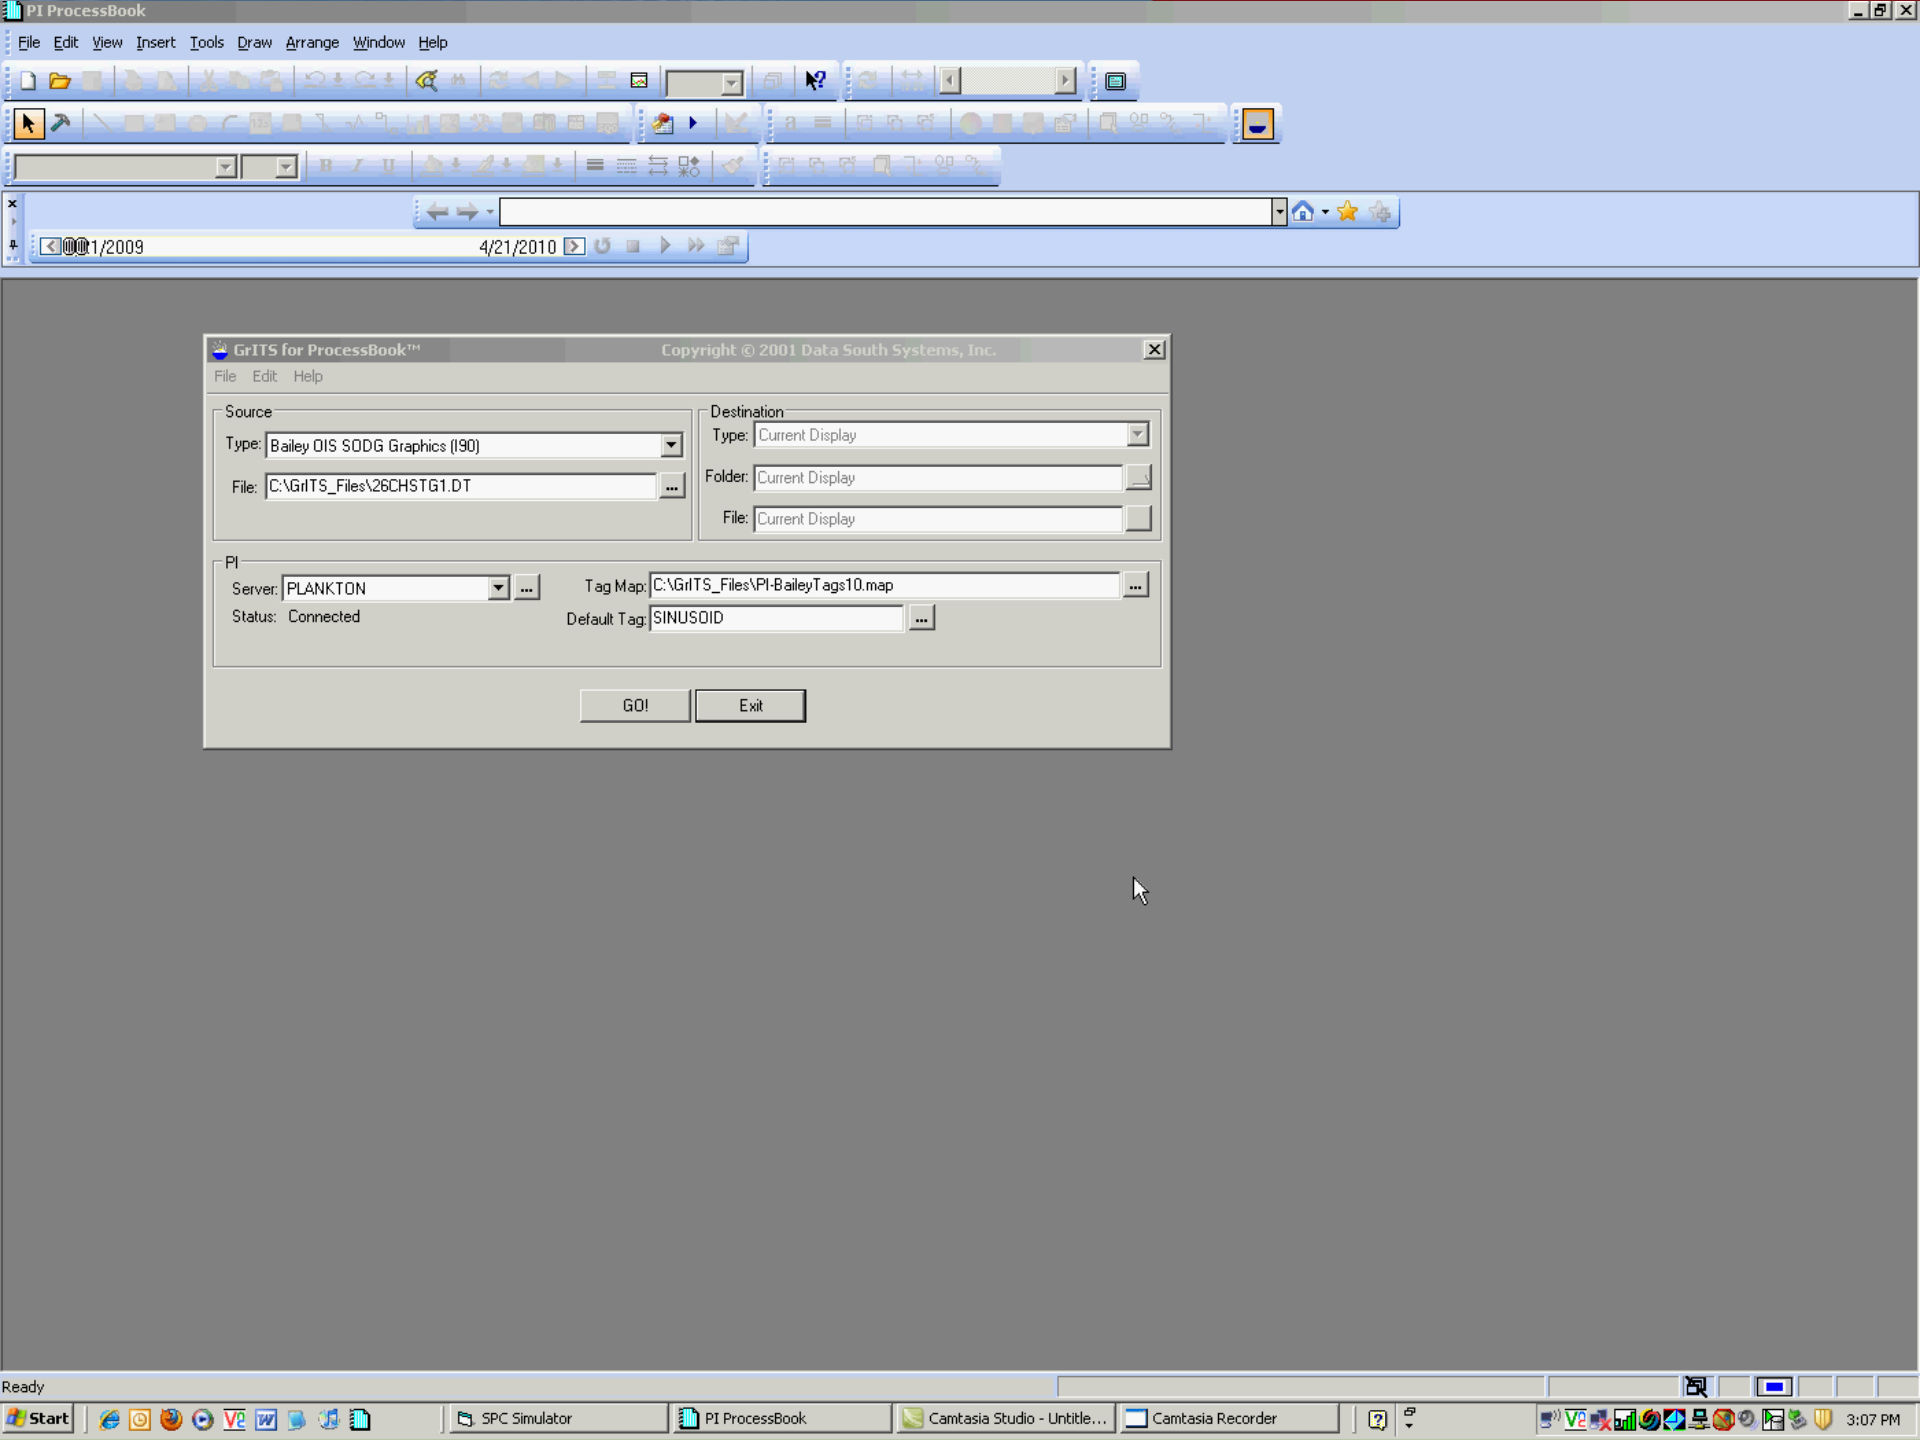 PI ProcessBook
File Edit View Insert Tools Draw Arrange Window Help
B I U
1/2009 4/21/2010
GrITS for ProcessBook™ Copyright © 2001 Data South Systems, Inc.
File Edit Help
Source
Type: Bailey OIS SODG Graphics (I90)
File: C:\GrITS_Files\26CHSTG1.DT ...
Destination
Type: Current Display
Folder: Current Display
File: Current Display
PI
Server: PLANKTON ...
Status: Connected
Tag Map: C:\GrITS_Files\PI-BaileyTags10.map ...
Default Tag: SINUSOID ...
GO! Exit
Ready
Start SPC Simulator PI ProcessBook Camtasia Studio - Untitle... Camtasia Recorder 3:07 PM